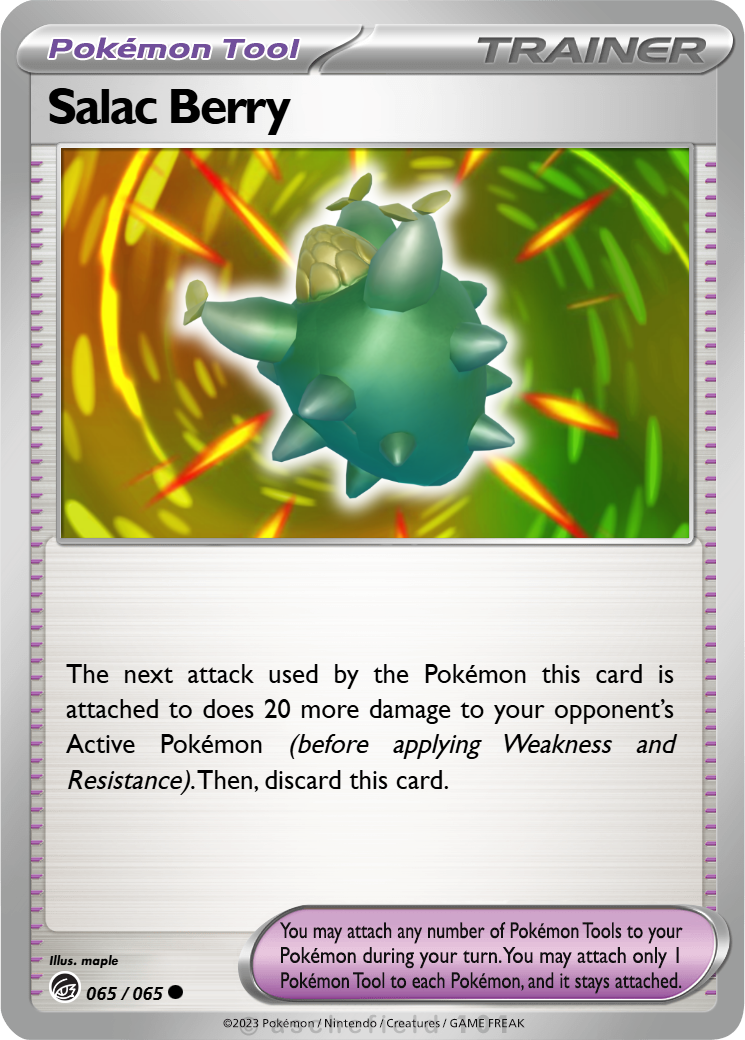 Pokémon Tool
TRAINER
Salac Berry
The next attack used by the Pokémon this card is
attached to does 20 more damage to your opponent's
Active Pokémon (before applying Weakness and
Resistance). Then, discard this card.
You may attach any number of Pokémon Tools to your
Pokémon during your turn. You may attach only 1
Pokémon Tool to each Pokémon, and it stays attached.
Illus. maple
065 / 065
©2023 Pokémon / Nintendo / Creatures / GAME FREAK